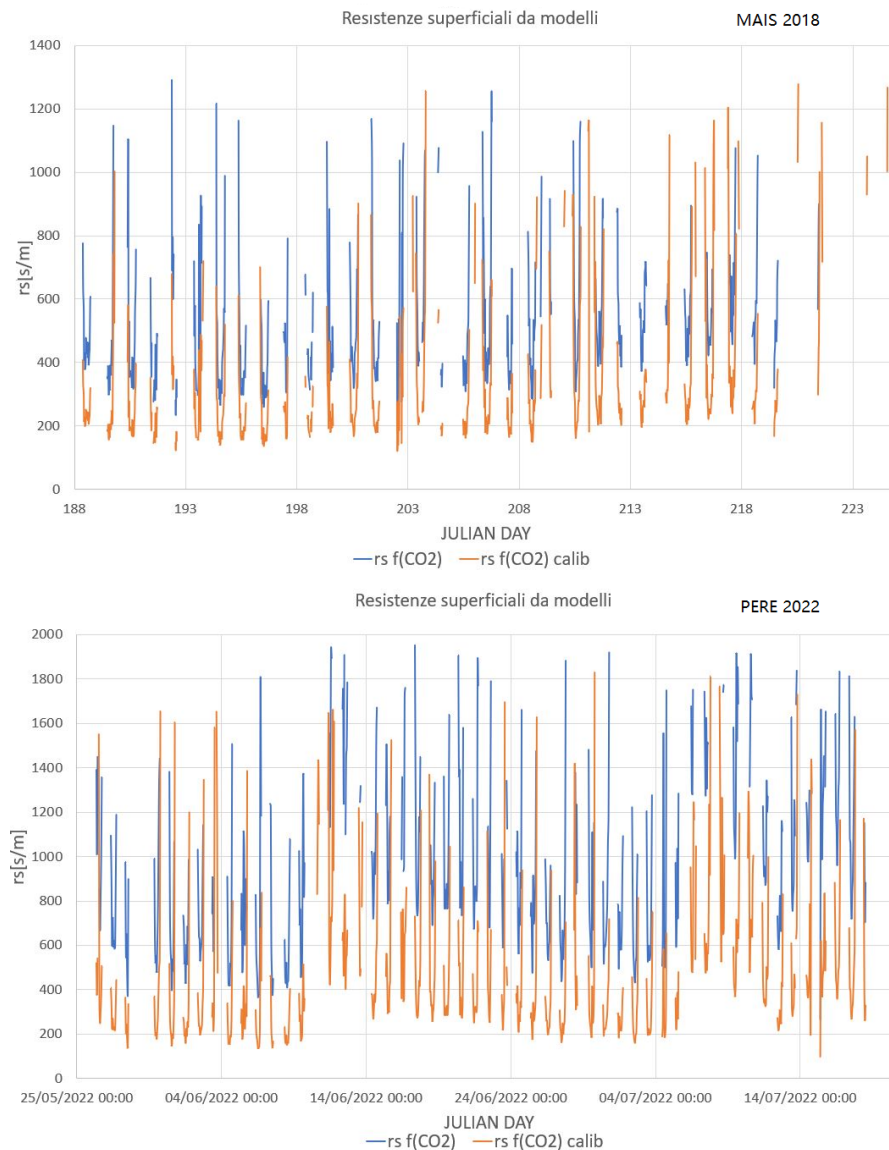 Resistenze superficiali da modelli
MAIS 2018
1400
1200
1000
800
600
400
200
0
rs[s/m]
188 193 198 203 208 213 218 223
JULIAN DAY
rs f(CO2) rs f(CO2) calib
Resistenze superficiali da modelli
PERE 2022
2000
1800
1600
1400
1200
1000
800
600
400
200
0
rs[s/m]
25/05/2022 00:00 04/06/2022 00:00 14/06/2022 00:00 24/06/2022 00:00 04/07/2022 00:00 14/07/2022 00:00
JULIAN DAY
rs f(CO2) rs f(CO2) calib